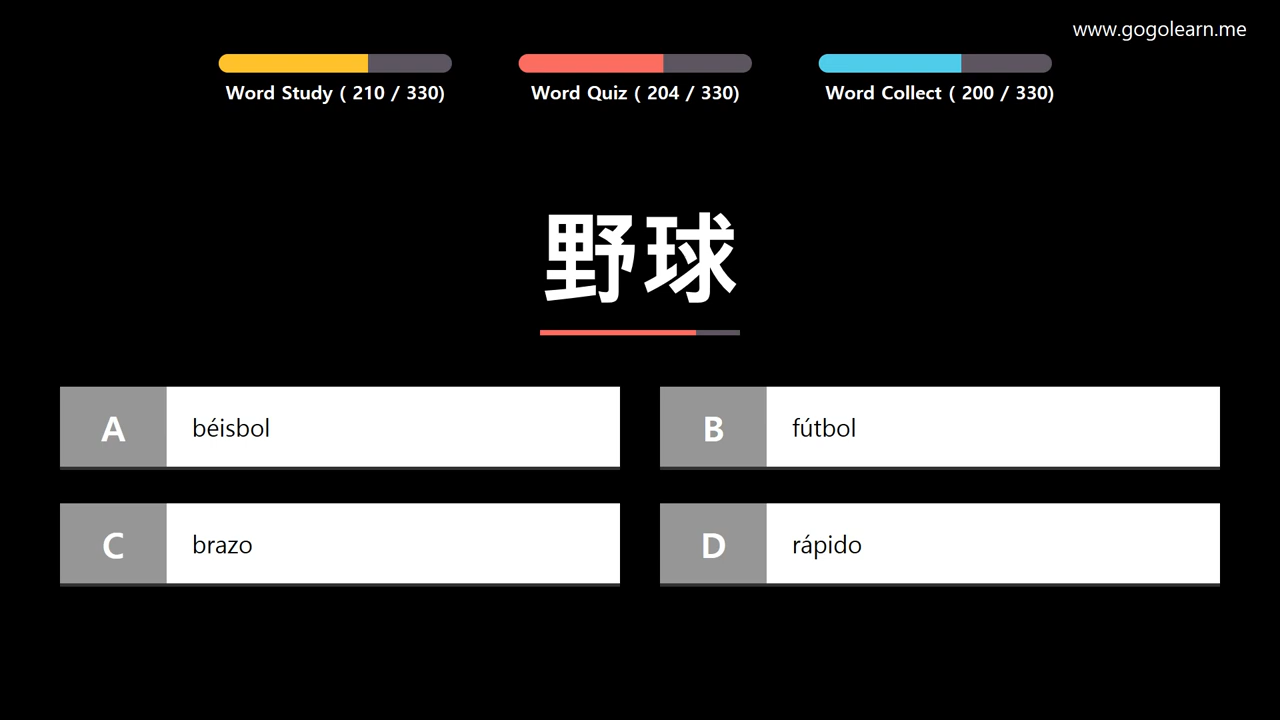 www.gogolearn.me
Word Study ( 210 / 330)
Word Quiz ( 204 / 330)
Word Collect ( 200 / 330)
野球
A béisbol
B fútbol
C brazo
D rápido